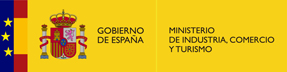 GOBIERNO
DE ESPAÑA
MINISTERIO
DE INDUSTRIA, COMERCIO
Y TURISMO